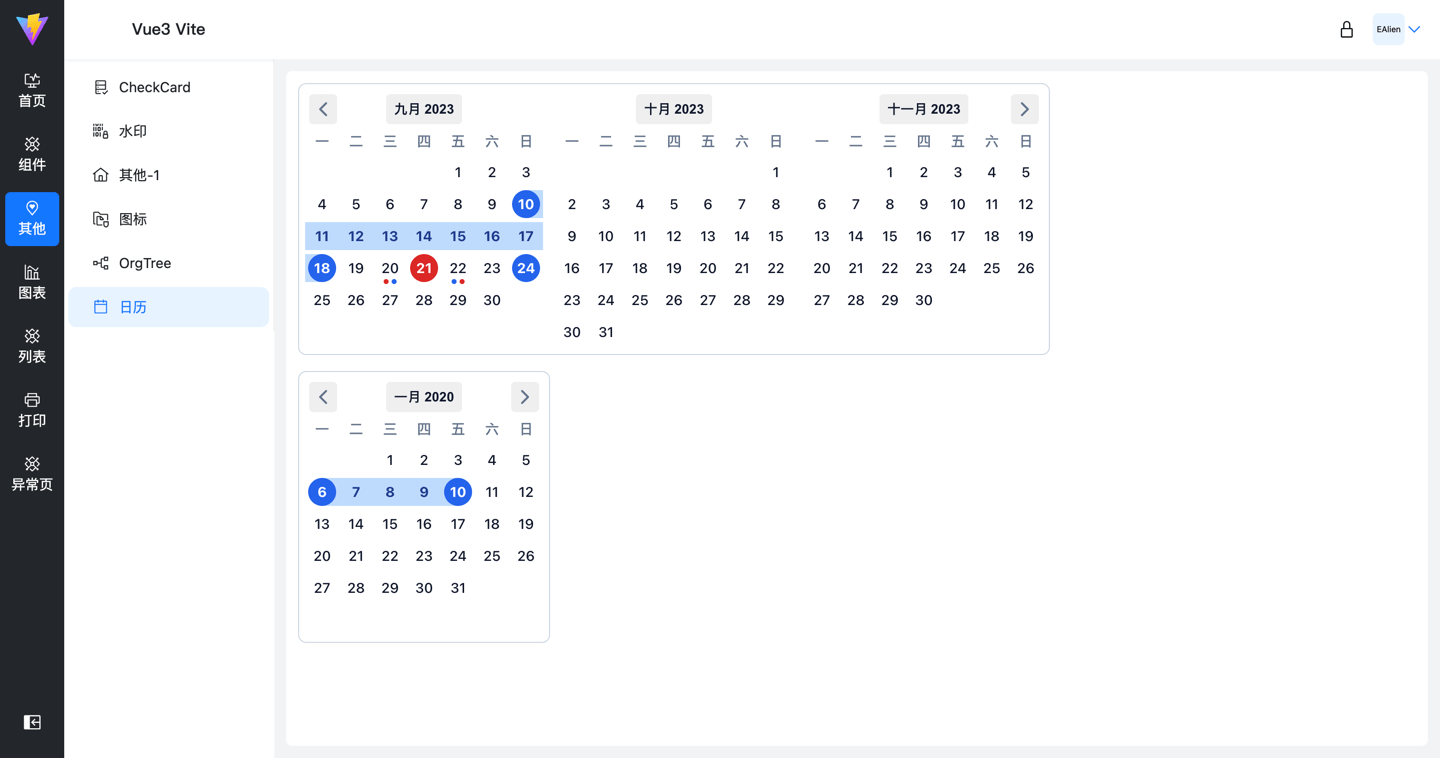 Vue3 Vite
EAlien
首页
组件
其他
图表
列表
打印
异常页
CheckCard
水印
其他-1
图标
OrgTree
日历
九月 2023
一 二 三 四 五 六 日
1 2 3
4 5 6 7 8 9 10
11 12 13 14 15 16 17
18 19 20 21 22 23 24
25 26 27 28 29 30
十月 2023
一 二 三 四 五 六 日
1
2 3 4 5 6 7 8
9 10 11 12 13 14 15
16 17 18 19 20 21 22
23 24 25 26 27 28 29
30 31
十一月 2023
一 二 三 四 五 六 日
1 2 3 4 5
6 7 8 9 10 11 12
13 14 15 16 17 18 19
20 21 22 23 24 25 26
27 28 29 30
一月 2020
一 二 三 四 五 六 日
1 2 3 4 5
6 7 8 9 10 11 12
13 14 15 16 17 18 19
20 21 22 23 24 25 26
27 28 29 30 31